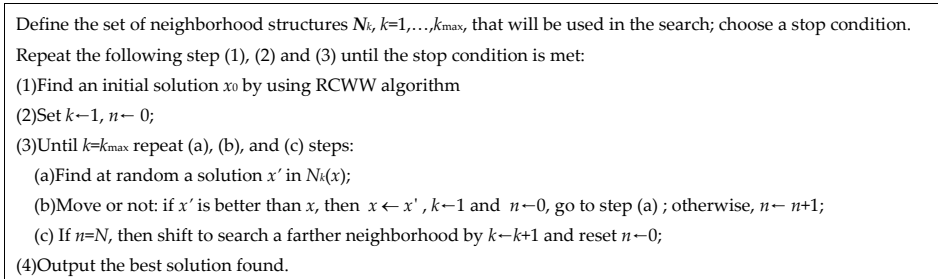 Define the set of neighborhood structures Nk, k=1,…,kmax, that will be used in the search; choose a stop condition.
Repeat the following step (1), (2) and (3) until the stop condition is met:
(1)Find an initial solution x0 by using RCWW algorithm
(2)Set k←1, n← 0;
(3)Until k=kmax repeat (a), (b), and (c) steps:
(a)Find at random a solution x′ in Nk(x);
(b)Move or not: if x′ is better than x, then x ← x' , k←1 and n←0, go to step (a) ; otherwise, n← n+1;
(c) If n=N, then shift to search a farther neighborhood by k←k+1 and reset n←0;
(4)Output the best solution found.